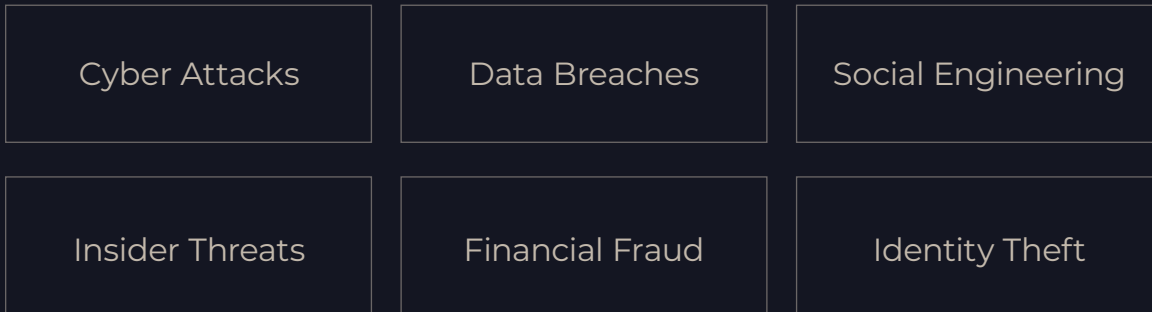 Cyber Attacks
Data Breaches
Social Engineering
Insider Threats
Financial Fraud
Identity Theft